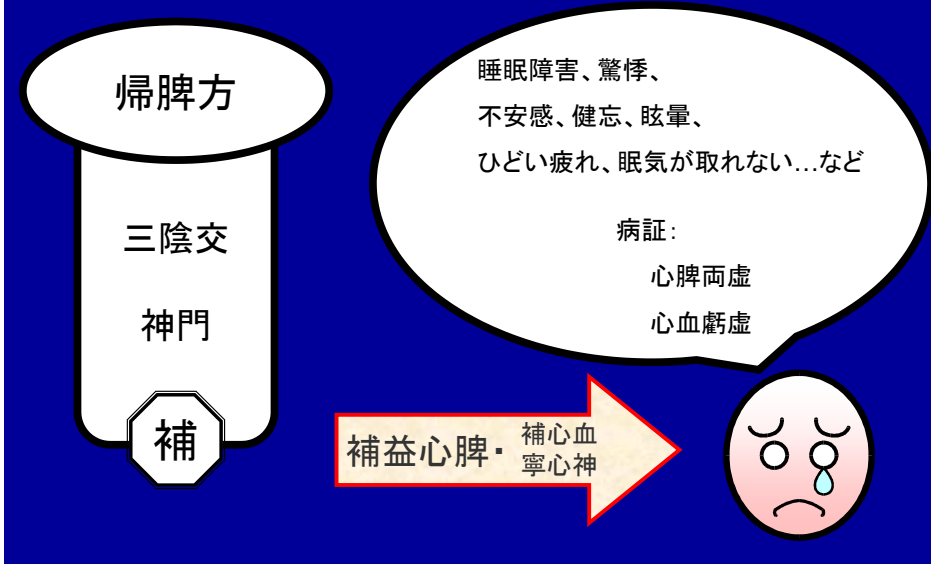 帰脾方
三陰交
神門
補
睡眠障害、驚悸、
不安感、健忘、眩暈、
ひどい疲れ、眠気が取れない…など
病証:
心脾両虚
心血虧虚
補益心脾・
補心血
寧心神